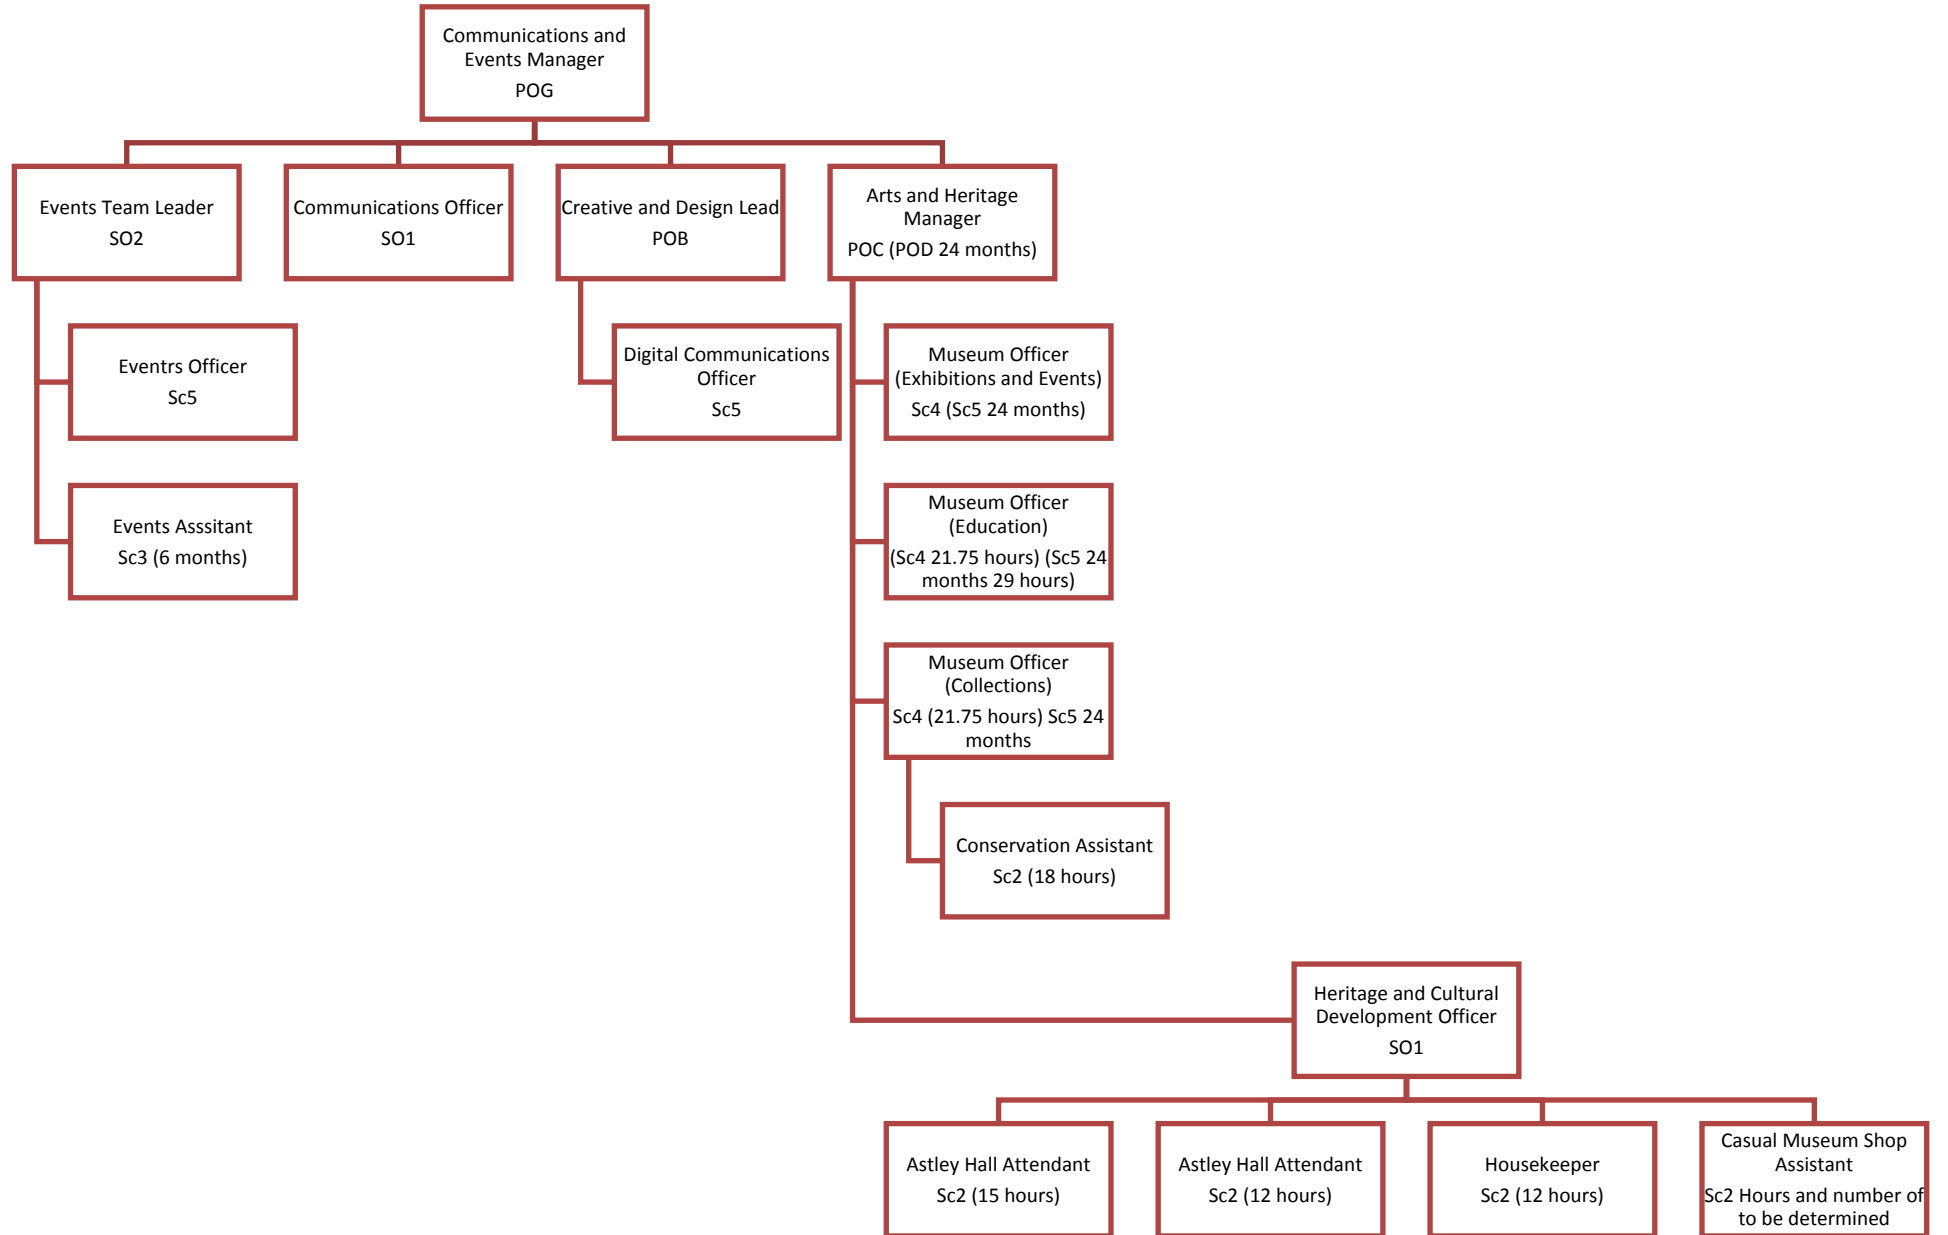 Communications and
Events Manager
POG
Events Team Leader
SO2
Communications Officer
SO1
Creative and Design Lead
POB
Arts and Heritage
Manager
POC (POD 24 months)
Eventrs Officer
Sc5
Digital Communications
Officer
Sc5
Museum Officer
(Exhibitions and Events)
Sc4 (Sc5 24 months)
Events Asssitant
Sc3 (6 months)
Museum Officer
(Education)
(Sc4 21.75 hours) (Sc5 24
months 29 hours)
Museum Officer
(Collections)
Sc4 (21.75 hours) Sc5 24
months
Conservation Assistant
Sc2 (18 hours)
Heritage and Cultural
Development Officer
SO1
Astley Hall Attendant
Sc2 (15 hours)
Astley Hall Attendant
Sc2 (12 hours)
Housekeeper
Sc2 (12 hours)
Casual Museum Shop
Assistant
Sc2 Hours and number of
to be determined